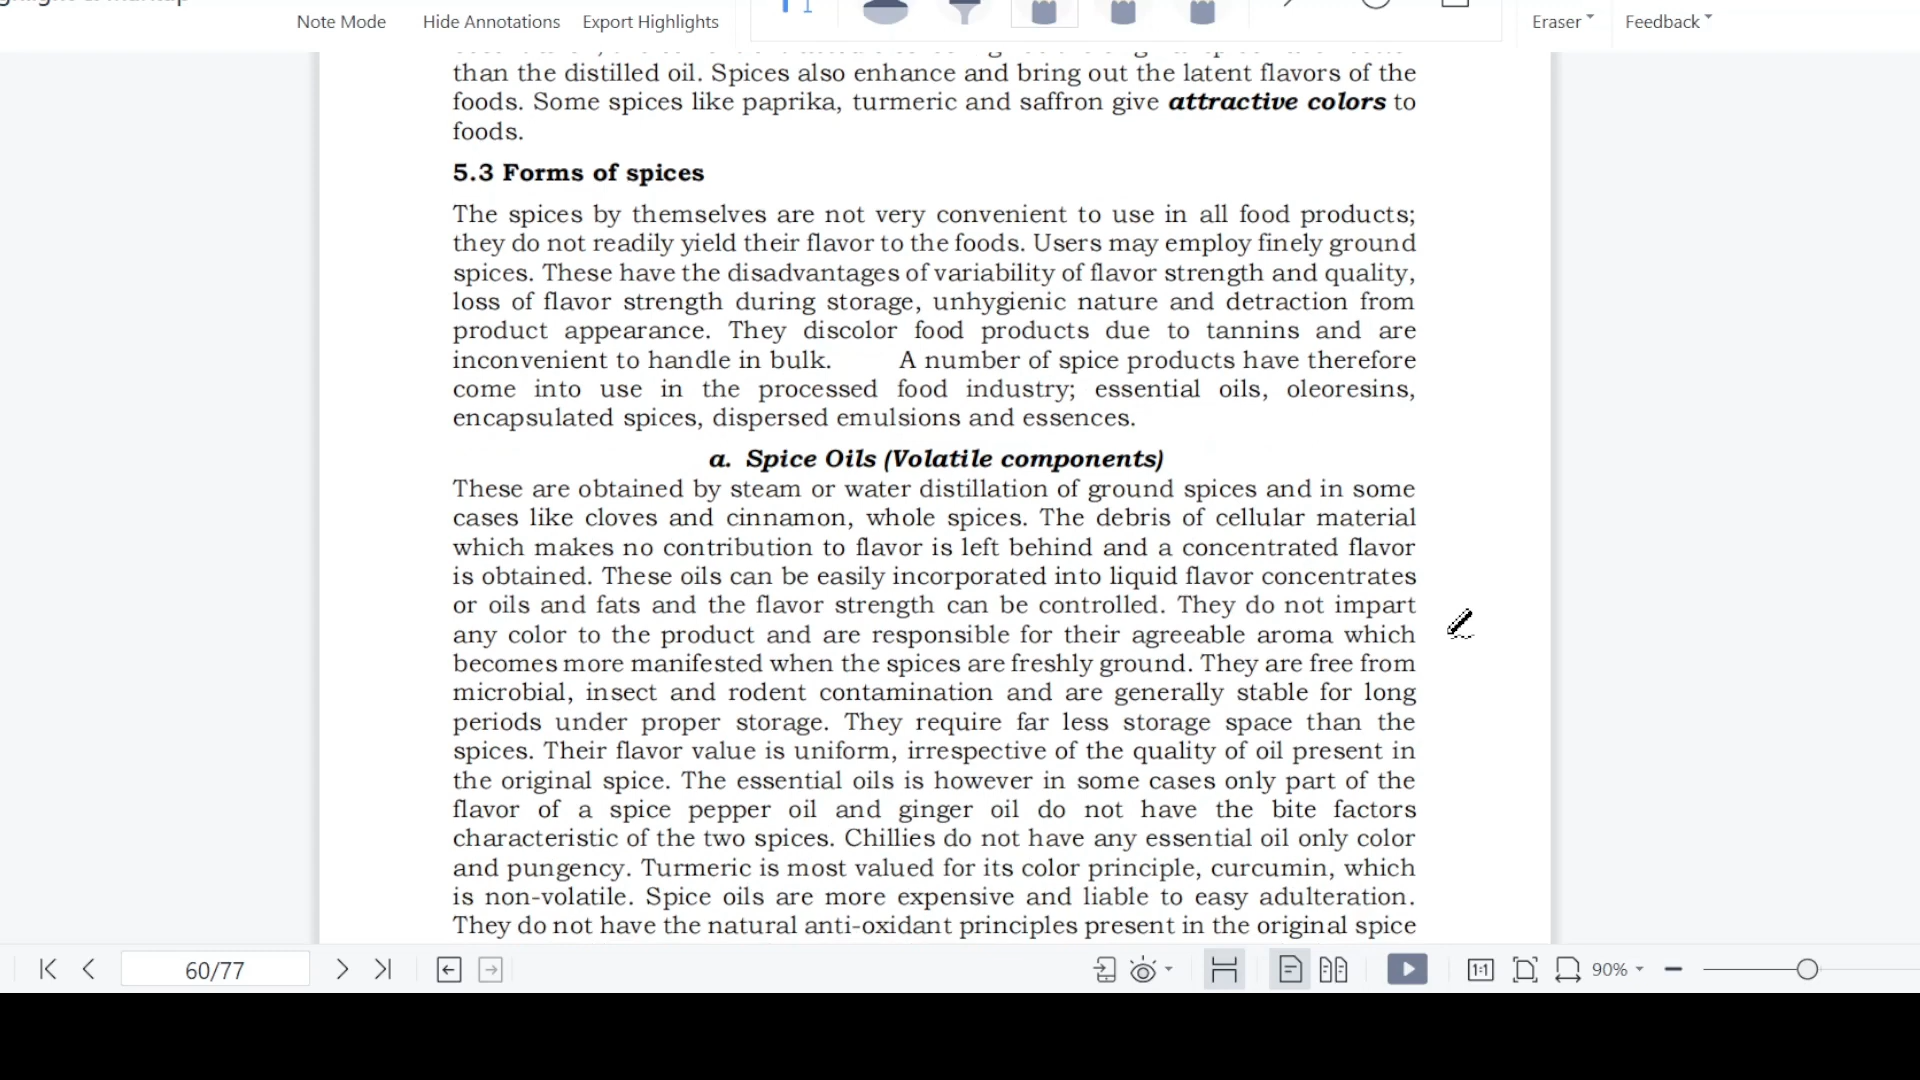 Note Mode
Hide Annotations
Export Highlights
Eraser
Feedback
than the distilled oil. Spices also enhance and bring out the latent flavors of the
foods. Some spices like paprika, turmeric and saffron give attractive colors to
foods.
5.3 Forms of spices
The spices by themselves are not very convenient to use in all food products;
they do not readily yield their flavor to the foods. Users may employ finely ground
spices. These have the disadvantages of variability of flavor strength and quality,
loss of flavor strength during storage, unhygienic nature and detraction from
product appearance. They discolor food products due to tannins and are
inconvenient to handle in bulk. A number of spice products have therefore
come into use in the processed food industry; essential oils, oleoresins,
encapsulated spices, dispersed emulsions and essences.
a. Spice Oils (Volatile components)
These are obtained by steam or water distillation of ground spices and in some
cases like cloves and cinnamon, whole spices. The debris of cellular material
which makes no contribution to flavor is left behind and a concentrated flavor
is obtained. These oils can be easily incorporated into liquid flavor concentrates
or oils and fats and the flavor strength can be controlled. They do not impart
any color to the product and are responsible for their agreeable aroma which
becomes more manifested when the spices are freshly ground. They are free from
microbial, insect and rodent contamination and are generally stable for long
periods under proper storage. They require far less storage space than the
spices. Their flavor value is uniform, irrespective of the quality of oil present in
the original spice. The essential oils is however in some cases only part of the
flavor of a spice pepper oil and ginger oil do not have the bite factors
characteristic of the two spices. Chillies do not have any essential oil only color
and pungency. Turmeric is most valued for its color principle, curcumin, which
is non-volatile. Spice oils are more expensive and liable to easy adulteration.
They do not have the natural anti-oxidant principles present in the original spice
60/77
1:1
90%